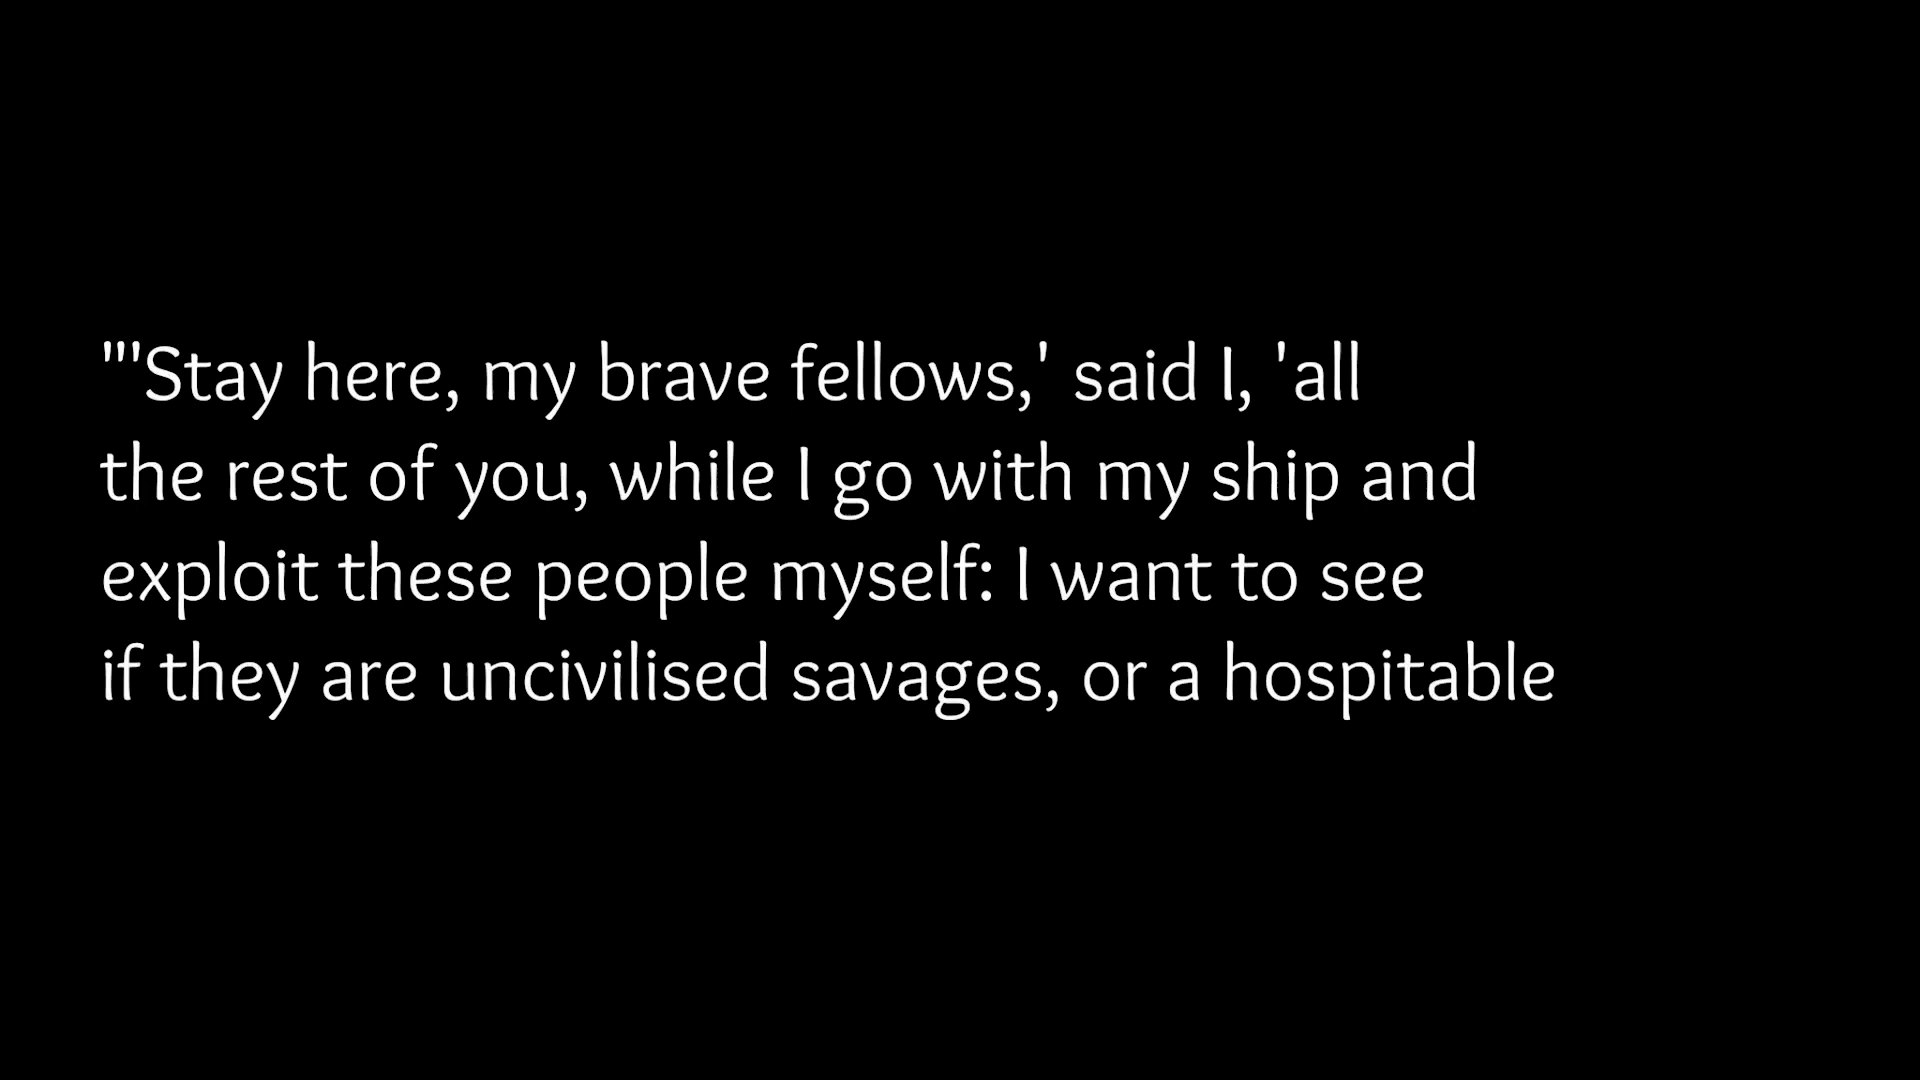 "'Stay here, my brave fellows,' said I, 'all
the rest of you, while I go with my ship and
exploit these people myself: I want to see
if they are uncivilised savages, or a hospitable